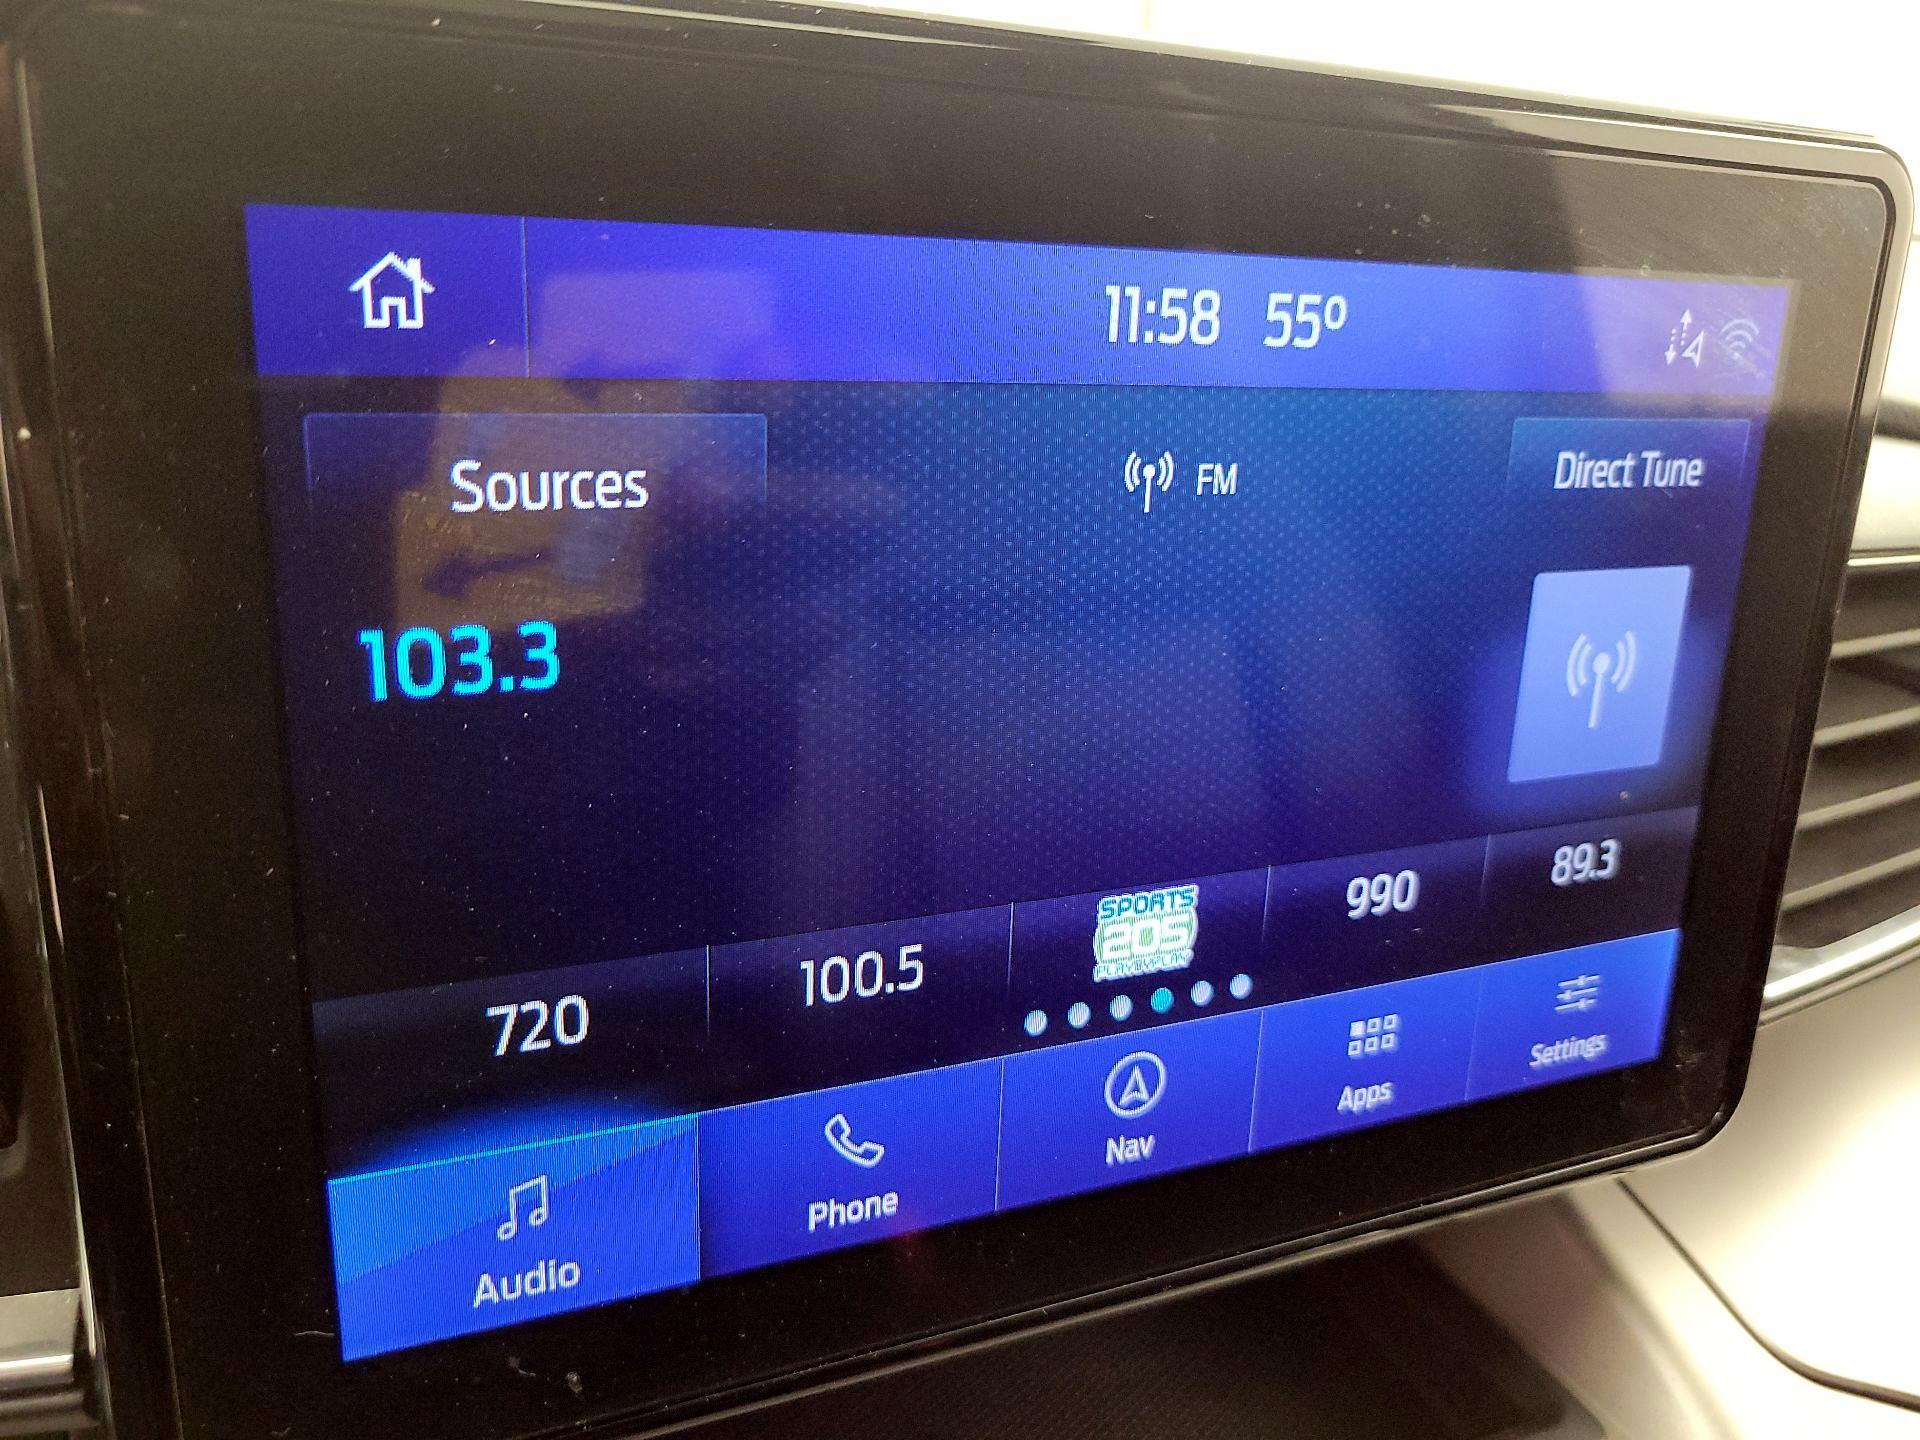 11:58 55°
Sources
FM
Direct Tune
103.3
720
100.5
SPORTS
205
PLAYBYPLAY
990
89.3
Audio
Phone
Nav
Apps
Settings